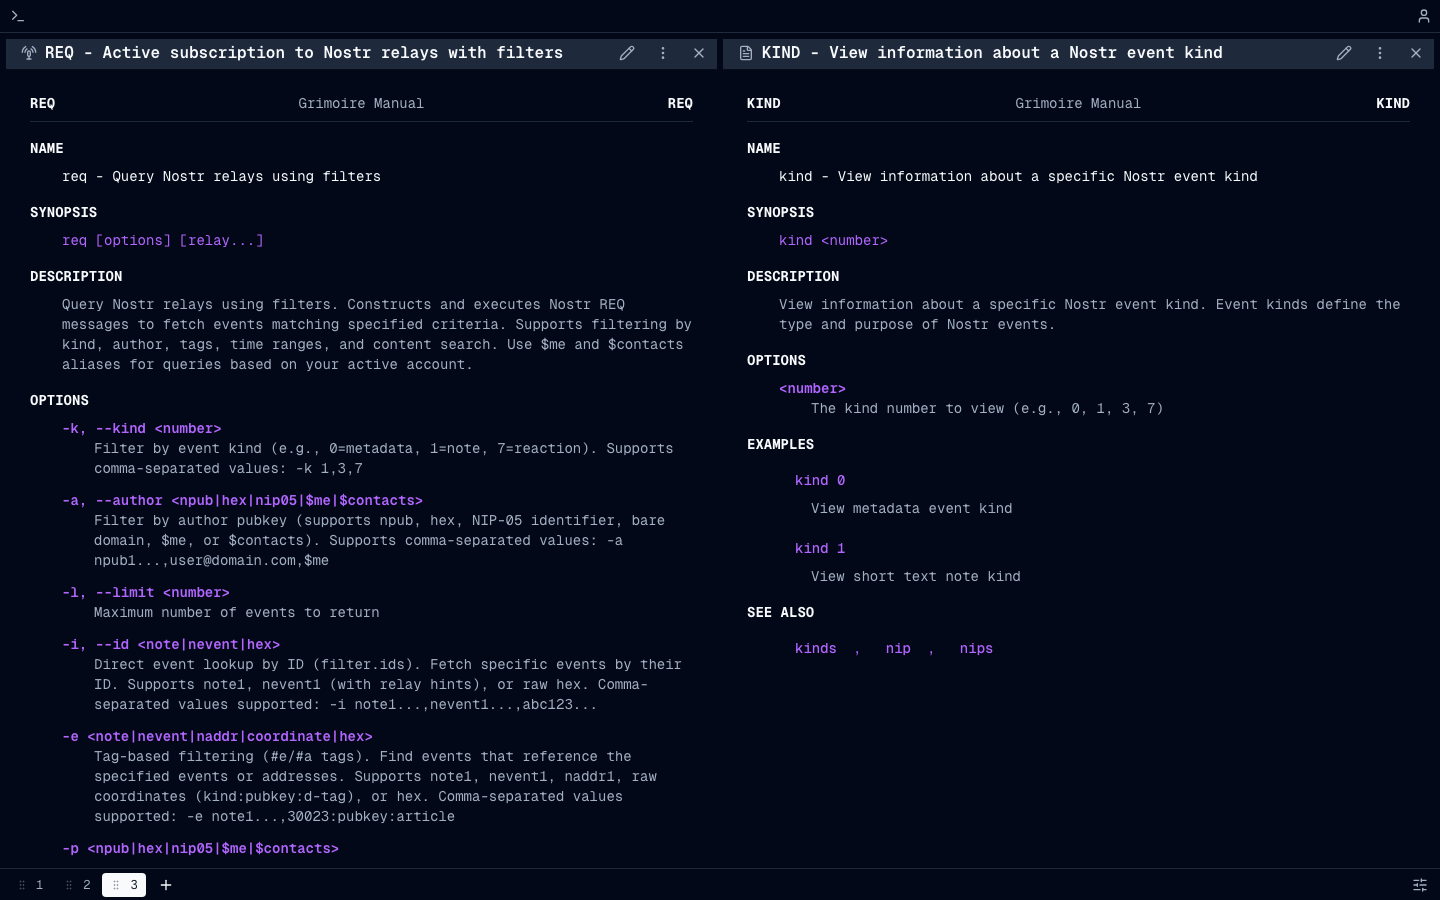 REQ - Active subscription to Nostr relays with filters
REQ
Grimoire Manual
REQ
NAME
req - Query Nostr relays using filters
SYNOPSIS
req [options] [relay...]
DESCRIPTION
Query Nostr relays using filters. Constructs and executes Nostr REQ
messages to fetch events matching specified criteria. Supports filtering by
kind, author, tags, time ranges, and content search. Use $me and $contacts
aliases for queries based on your active account.
OPTIONS
-k, --kind <number>
Filter by event kind (e.g., 0=metadata, 1=note, 7=reaction). Supports
comma-separated values: -k 1,3,7
-a, --author <npub|hex|nip05|$me|$contacts>
Filter by author pubkey (supports npub, hex, NIP-05 identifier, bare
domain, $me, or $contacts). Supports comma-separated values: -a
npub1...,user@domain.com,$me
-l, --limit <number>
Maximum number of events to return
-i, --id <note|nevent|hex>
Direct event lookup by ID (filter.ids). Fetch specific events by their
ID. Supports note1, nevent1 (with relay hints), or raw hex. Comma-
separated values supported: -i note1...,nevent1...,abc123...
-e <note|nevent|naddr|coordinate|hex>
Tag-based filtering (#e/#a tags). Find events that reference the
specified events or addresses. Supports note1, nevent1, naddr1, raw
coordinates (kind:pubkey:d-tag), or hex. Comma-separated values
supported: -e note1...,30023:pubkey:article
-p <npub|hex|nip05|$me|$contacts>
KIND - View information about a Nostr event kind
KIND
Grimoire Manual
KIND
NAME
kind - View information about a specific Nostr event kind
SYNOPSIS
kind <number>
DESCRIPTION
View information about a specific Nostr event kind. Event kinds define the
type and purpose of Nostr events.
OPTIONS
<number>
The kind number to view (e.g., 0, 1, 3, 7)
EXAMPLES
kind 0
View metadata event kind
kind 1
View short text note kind
SEE ALSO
kinds , nip , nips
1 2 3